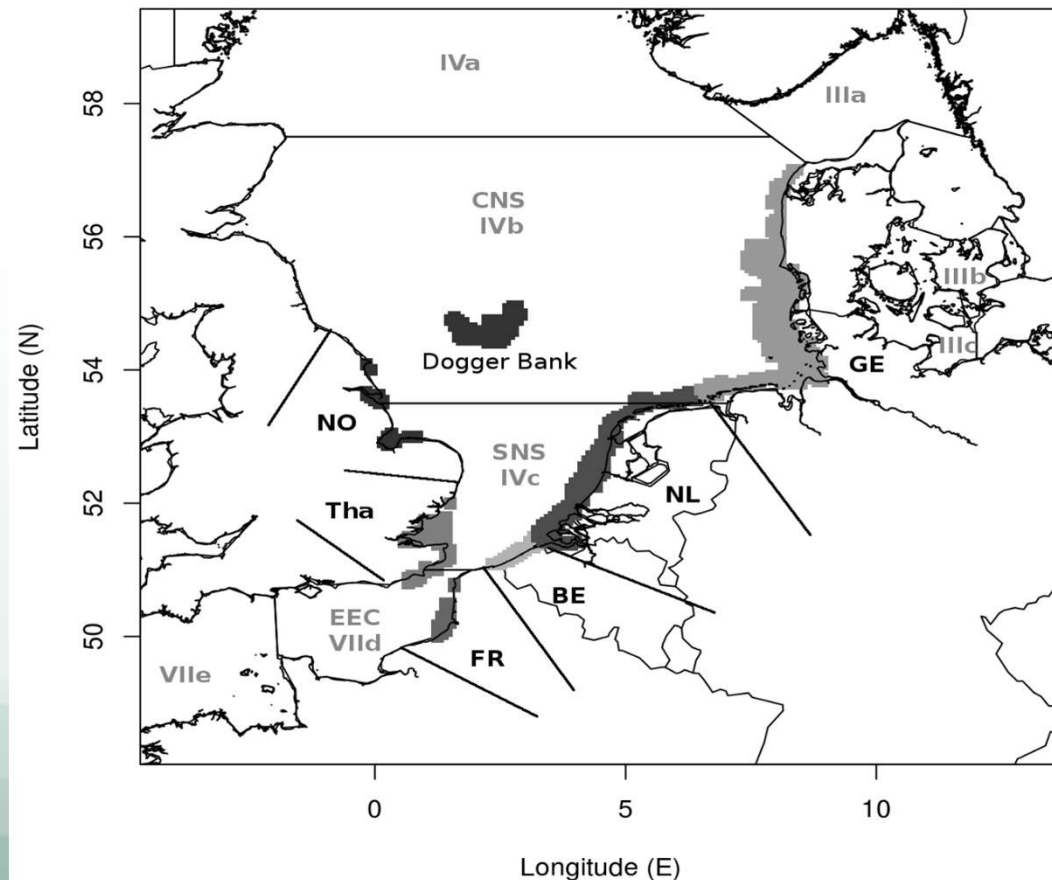 IVa
IIIa
CNS
IVb
IIIb
IIIc
Dogger Bank
GE
NO
SNS
IVc
NL
Tha
BE
EEC
VIId
FR
VIIe
58
56
54
52
50
0
5
10
Latitude (N)
Longitude (E)